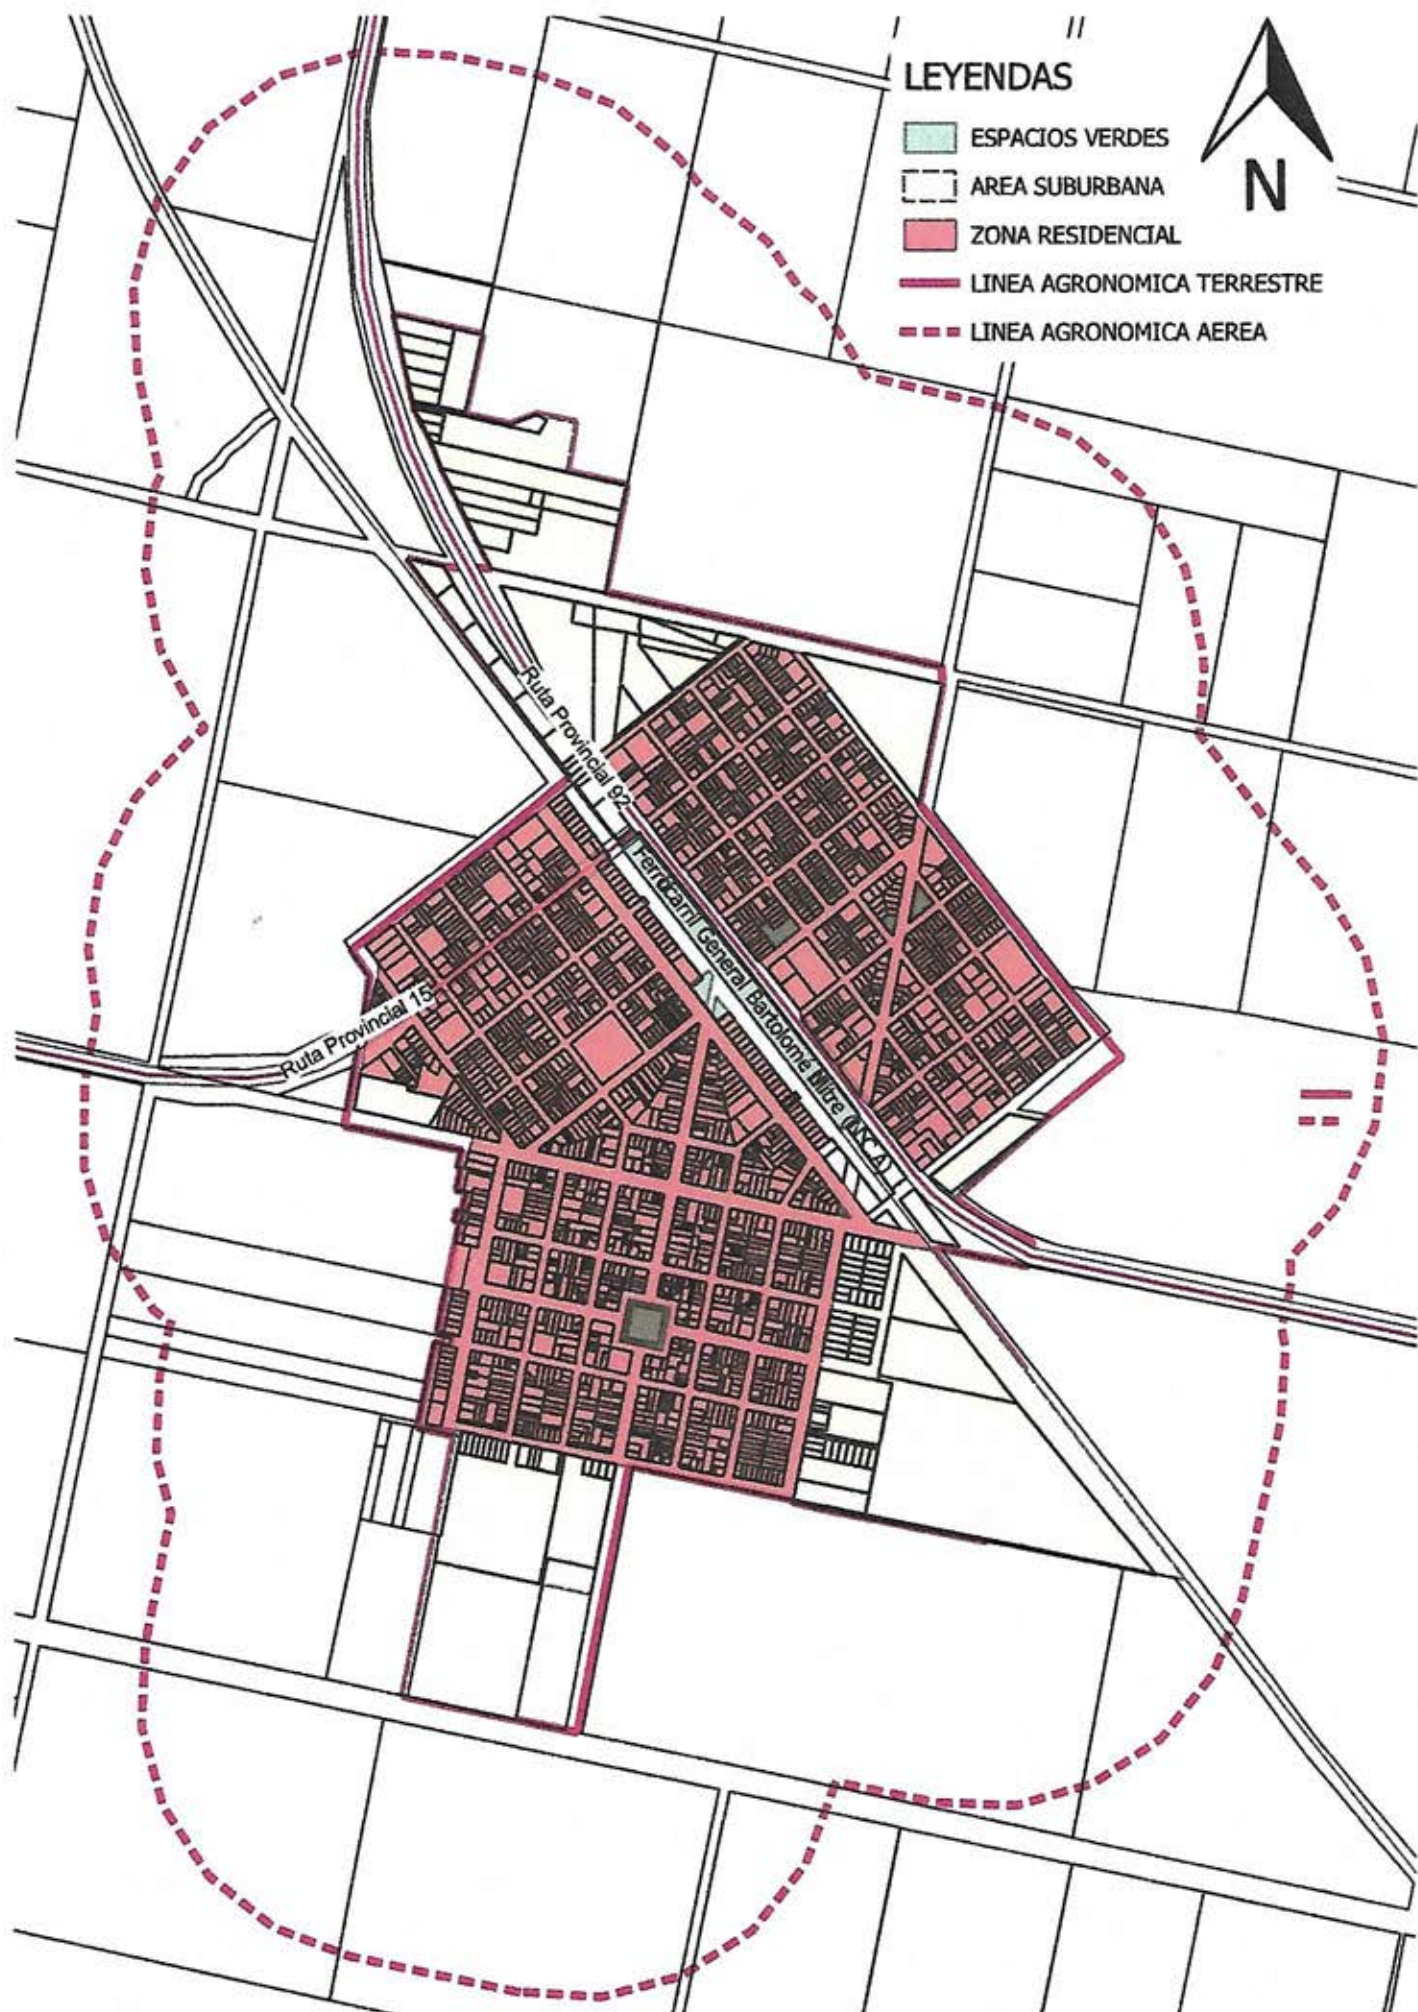 LEYENDAS
N
ESPACIOS VERDES
AREA SUBURBANA
ZONA RESIDENCIAL
LINEA AGRONOMICA TERRESTRE
LINEA AGRONOMICA AEREA
Ruta Provincial 92
Ferrocarril General Bartolomé Mitre (NCA)
Ruta Provincial 15